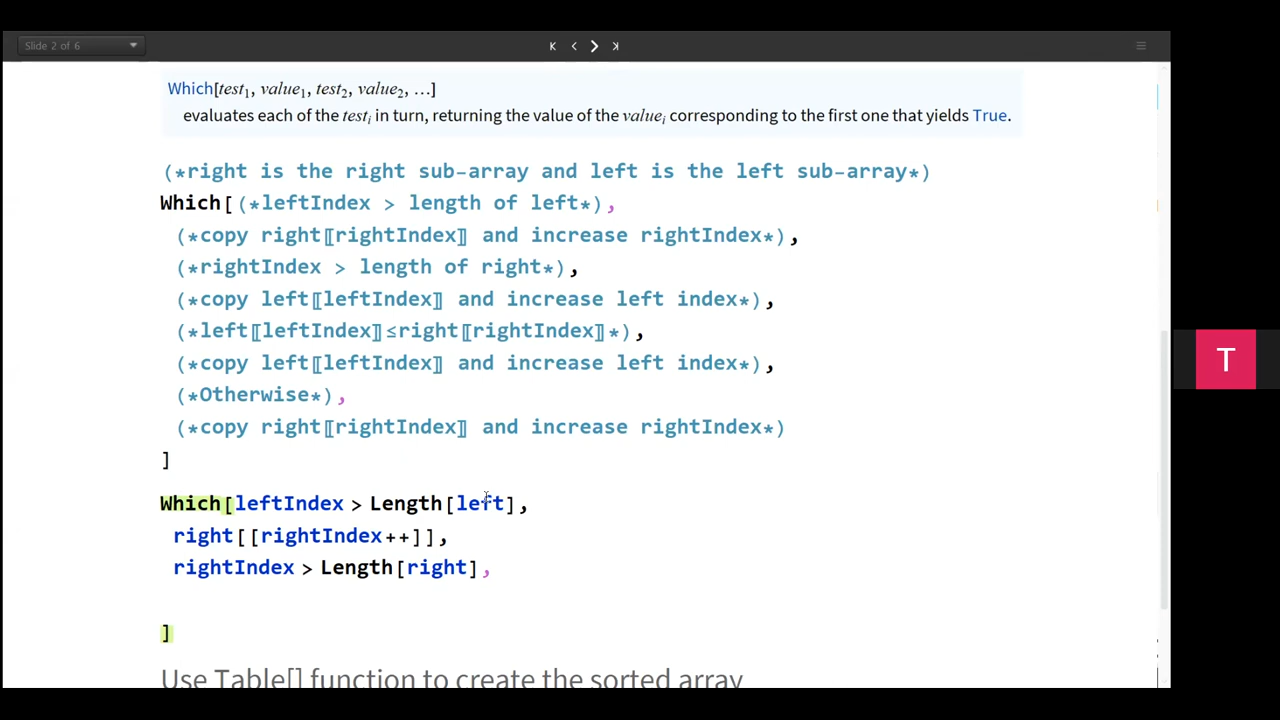 Slide 2 of 6
Which[test1, value1, test2, value2, …]
evaluates each of the testi in turn, returning the value of the valuei corresponding to the first one that yields True.
(*right is the right sub-array and left is the left sub-array*)
Which[(*leftIndex > length of left*),
(*copy right⟦rightIndex⟧ and increase rightIndex*),
(*rightIndex > length of right*),
(*copy left⟦leftIndex⟧ and increase left index*),
(*left⟦leftIndex⟧≤right⟦rightIndex⟧*),
(*copy left⟦leftIndex⟧ and increase left index*),
(*Otherwise*),
(*copy right⟦rightIndex⟧ and increase rightIndex*)
]
Which[leftIndex > Length[left],
right[[rightIndex++]],
rightIndex > Length[right],
]
Use Table[] function to create the sorted array
T